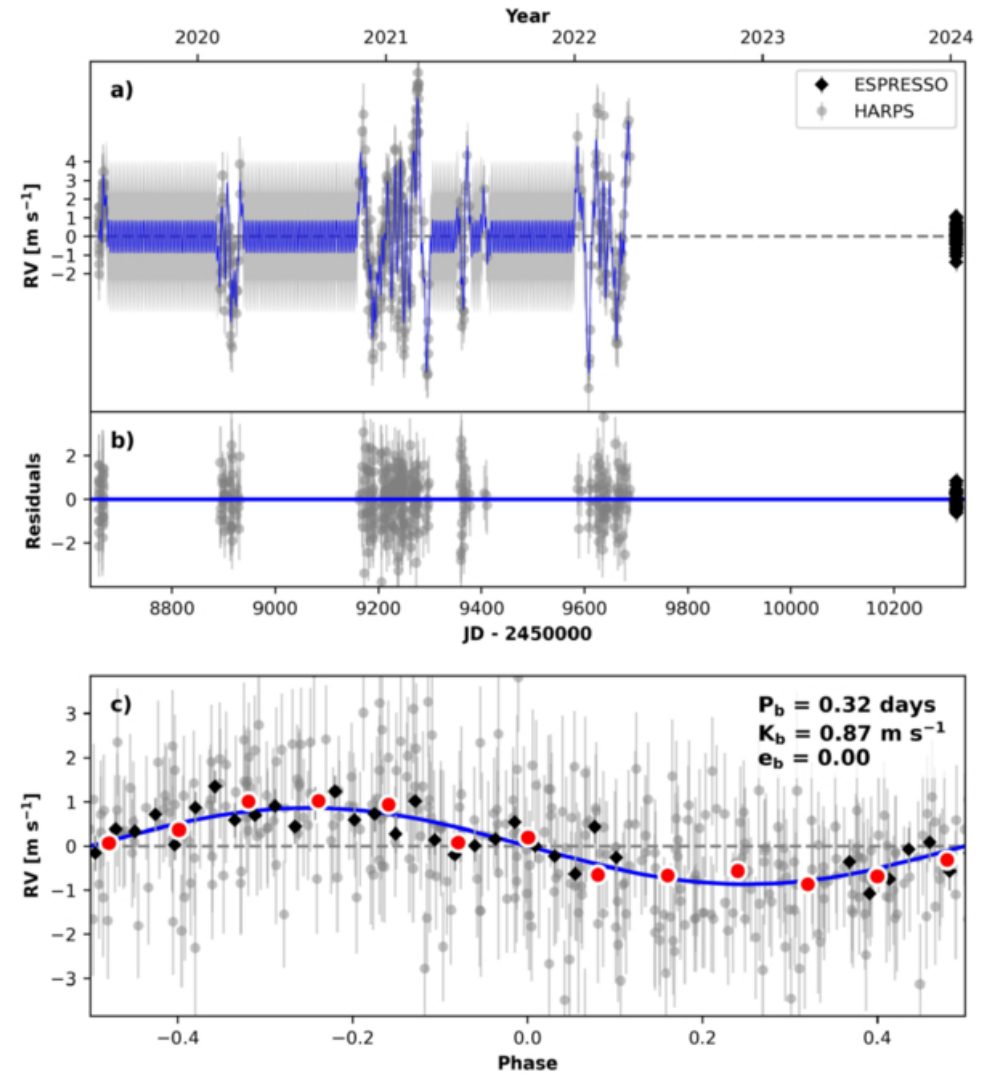 Year
2020 2021 2022 2023 2024
a)
ESPRESSO
HARPS
RV [m s⁻¹]
4
3
2
1
0
−1
−2
b)
Residuals
2
0
−2
8800 9000 9200 9400 9600 9800 10000 10200
JD - 2450000
c)
P_b = 0.32 days
K_b = 0.87 m s⁻¹
e_b = 0.00
RV [m s⁻¹]
3
2
1
0
−1
−2
−3
−0.4 −0.2 0.0 0.2 0.4
Phase